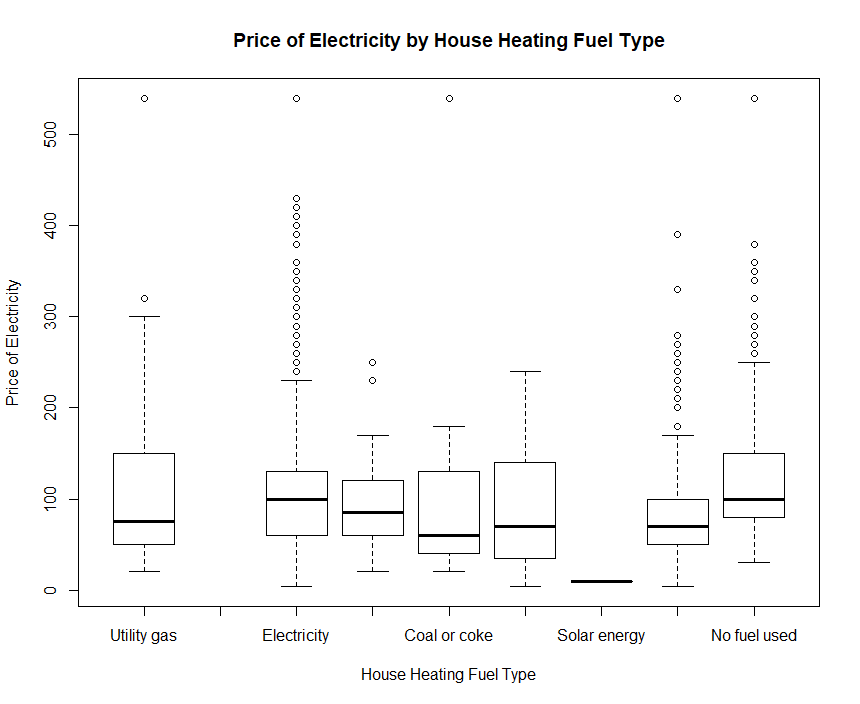 Price of Electricity by House Heating Fuel Type
500
400
300
200
100
0
Price of Electricity
Utility gas
Electricity
Coal or coke
Solar energy
No fuel used
House Heating Fuel Type